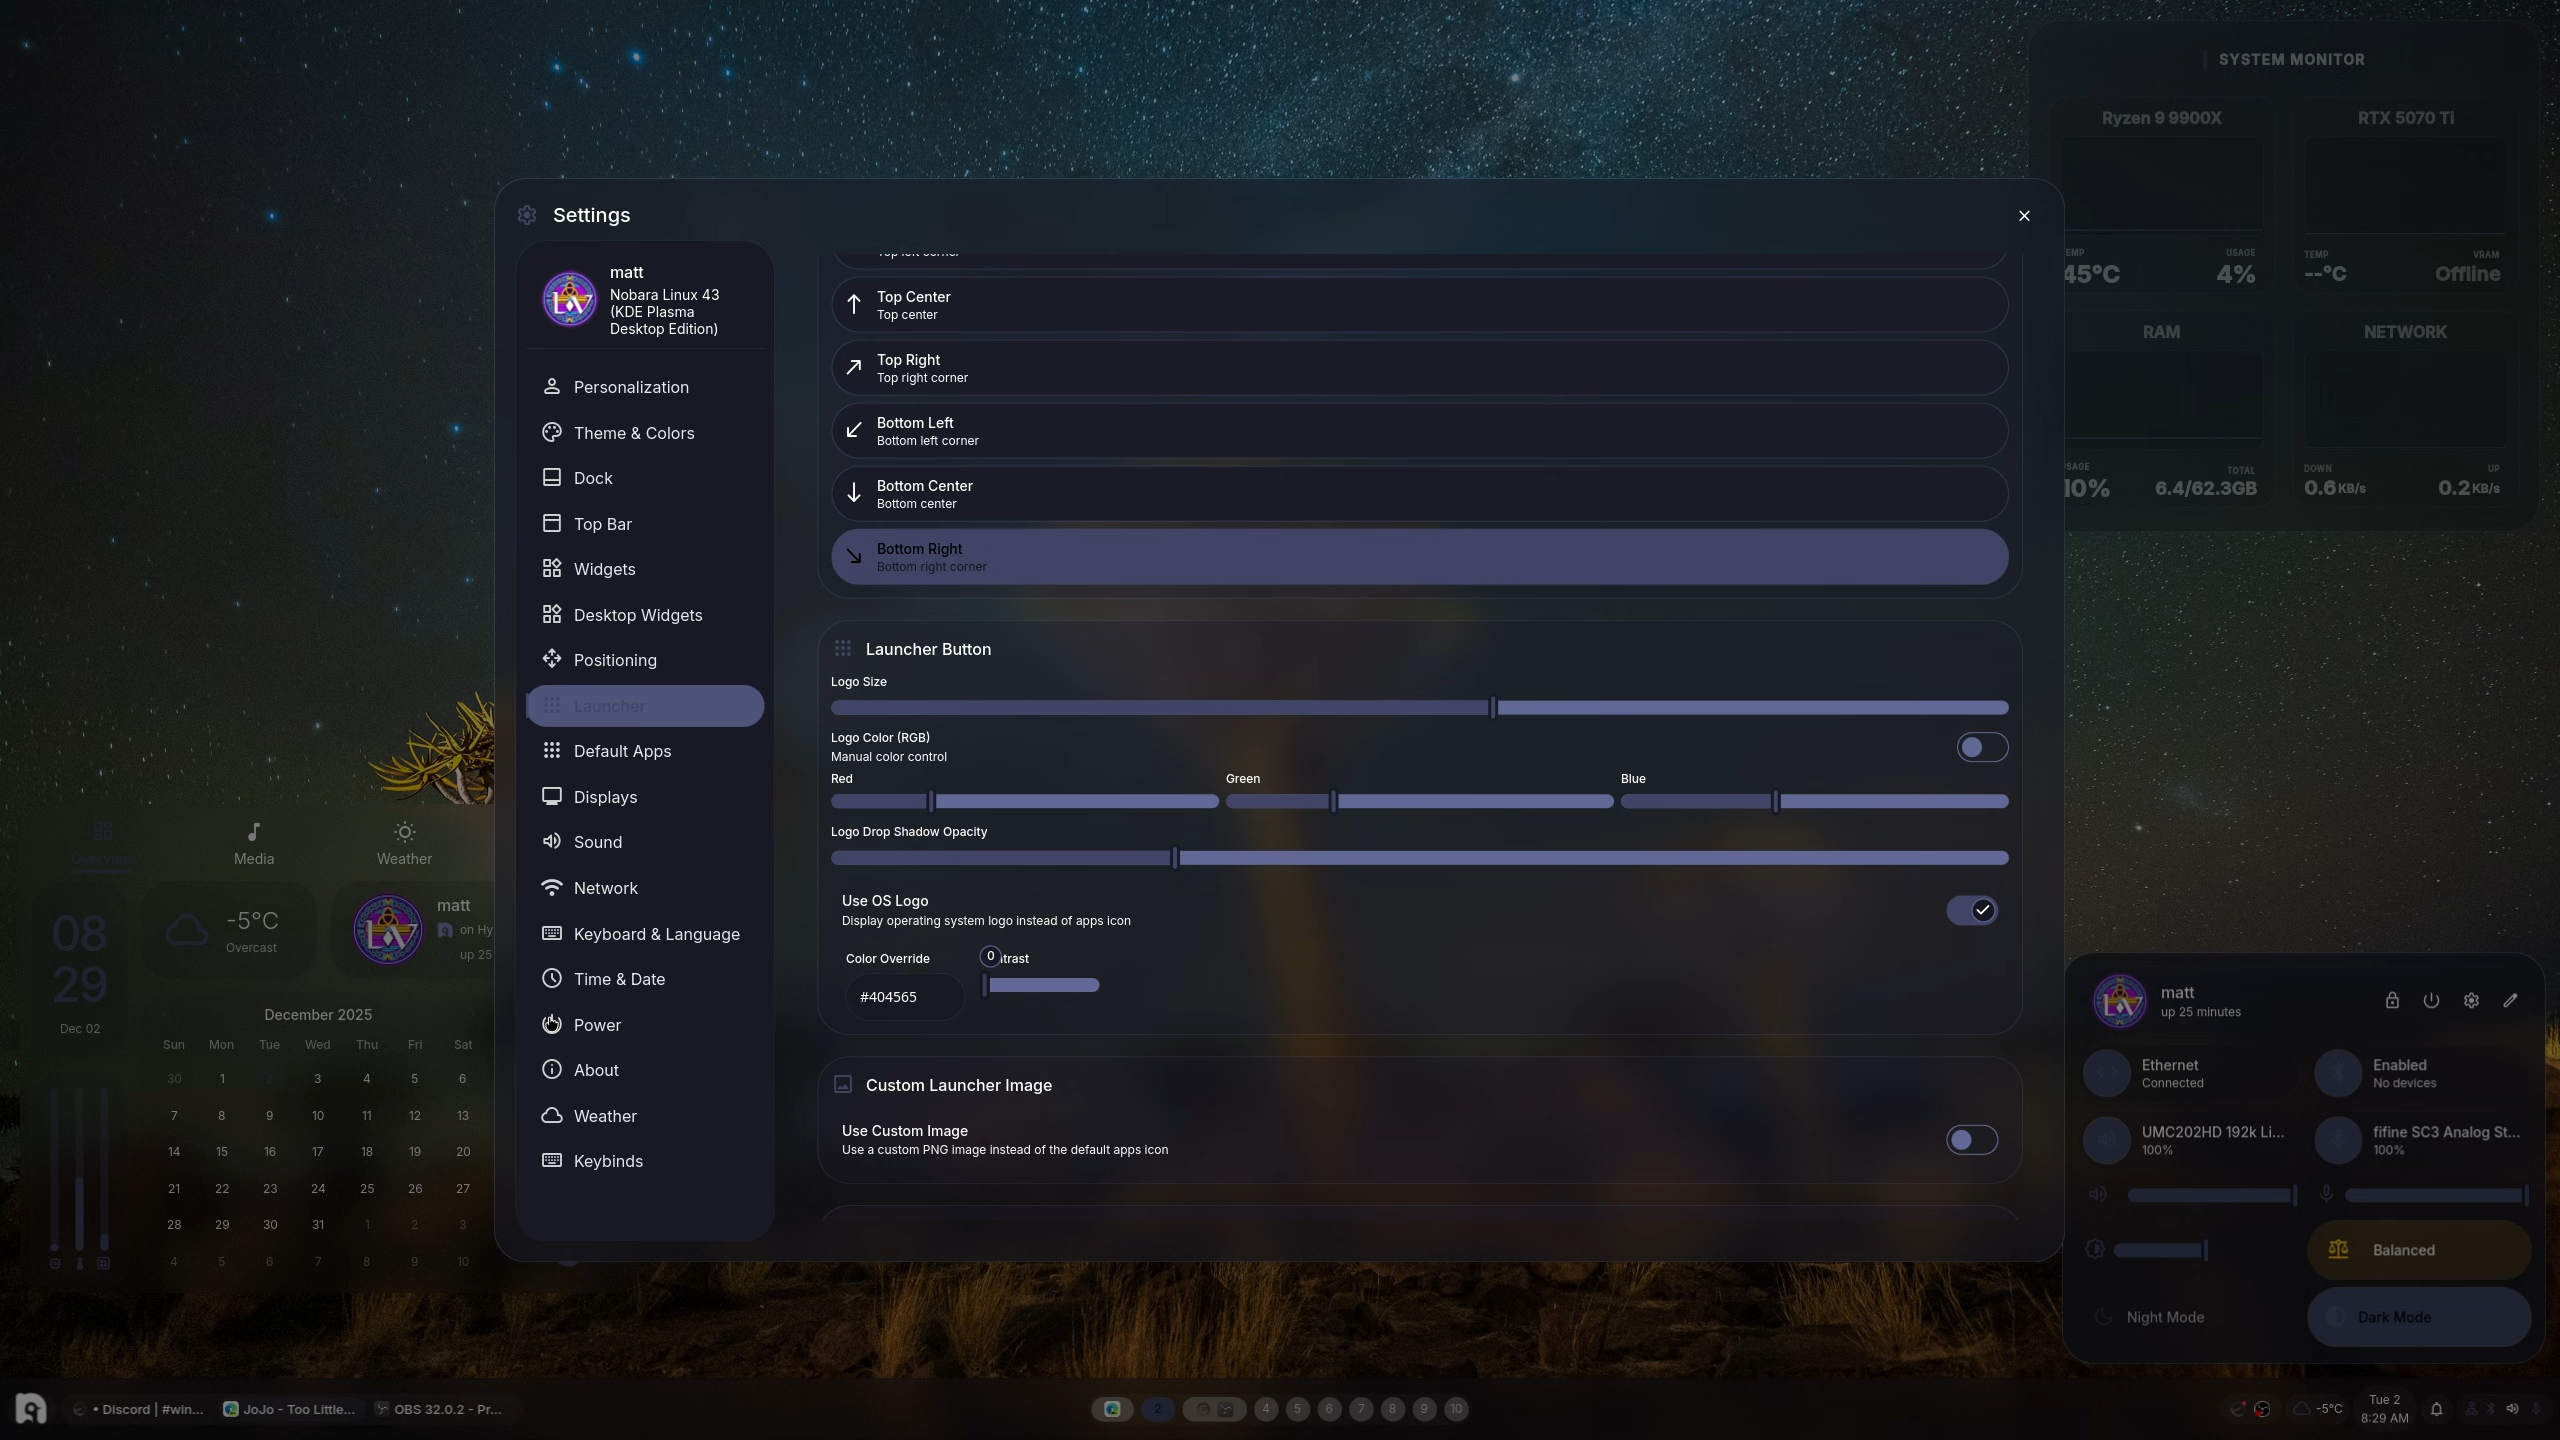 SYSTEM MONITOR
Ryzen 9 9900X
RTX 5070 Ti
45°C
USAGE
4%
TEMP
--°C
VRAM
Offline
RAM
NETWORK
10%
TOTAL
6.4/62.3GB
DOWN
0.6 KB/s
UP
0.2 KB/s
Settings
matt
Nobara Linux 43
(KDE Plasma
Desktop Edition)
Personalization
Theme & Colors
Dock
Top Bar
Widgets
Desktop Widgets
Positioning
Launcher
Default Apps
Displays
Sound
Network
Keyboard & Language
Time & Date
Power
About
Weather
Keybinds
Top left corner
Top Center
Top center
Top Right
Top right corner
Bottom Left
Bottom left corner
Bottom Center
Bottom center
Bottom Right
Bottom right corner
Launcher Button
Logo Size
Logo Color (RGB)
Manual color control
Red
Green
Blue
Logo Drop Shadow Opacity
Use OS Logo
Display operating system logo instead of apps icon
Color Override
0
trast
#404565
Custom Launcher Image
Use Custom Image
Use a custom PNG image instead of the default apps icon
Overview
Media
Weather
08
29
Dec 02
-5°C
Overcast
matt
on Hy
up 25
December 2025
Sun Mon Tue Wed Thu Fri Sat
30 1 2 3 4 5 6
7 8 9 10 11 12 13
14 15 16 17 18 19 20
21 22 23 24 25 26 27
28 29 30 31 1 2 3
4 5 6 7 8 9 10
matt
up 25 minutes
Ethernet
Connected
Enabled
No devices
UMC202HD 192k Li...
100%
fifine SC3 Analog St...
100%
Balanced
Night Mode
Dark Mode
• Discord | #win...
JoJo - Too Little...
OBS 32.0.2 - Pr...
2
4 5 6 7 8 9 10
-5°C
Tue 2
8:29 AM